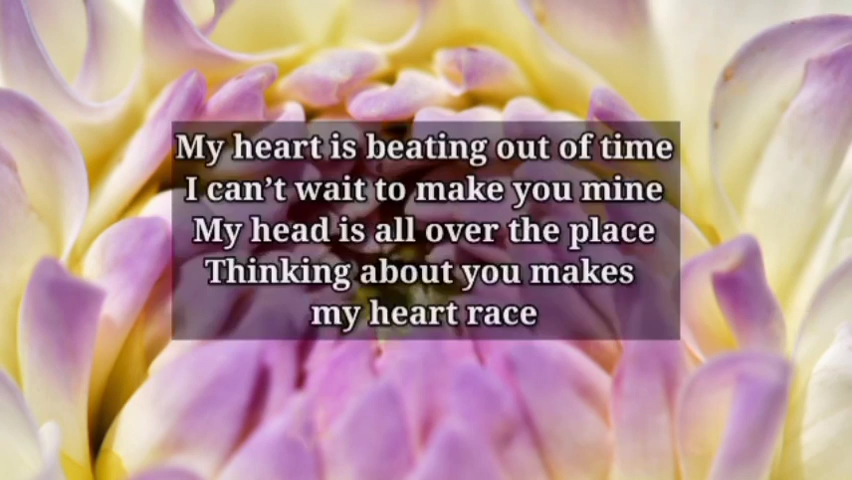 My heart is beating out of time
I can’t wait to make you mine
My head is all over the place
Thinking about you makes
my heart race